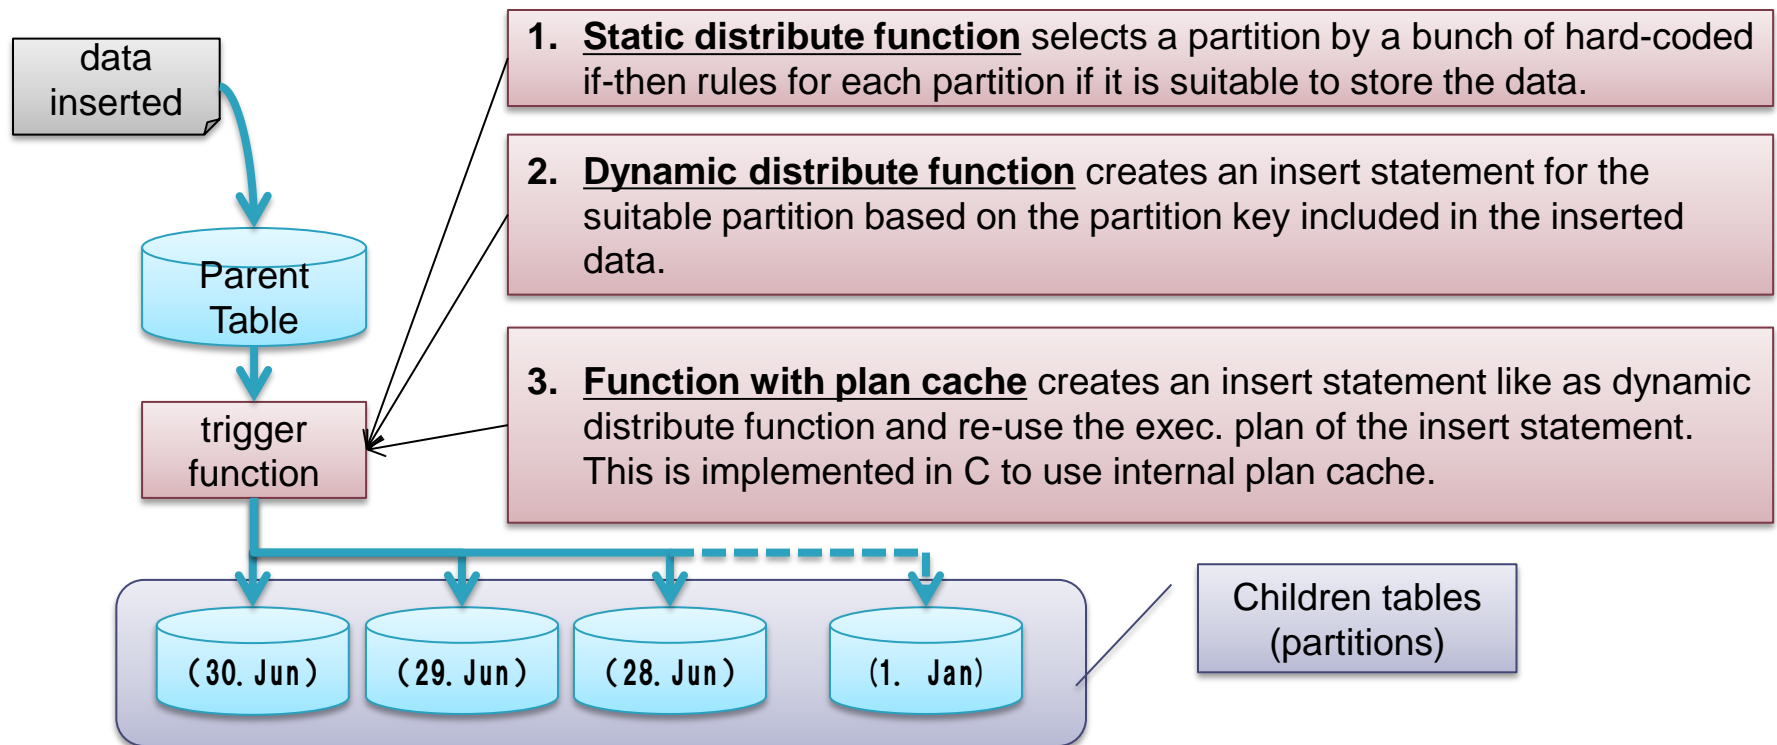 data
inserted
1. Static distribute function selects a partition by a bunch of hard-coded
if-then rules for each partition if it is suitable to store the data.
2. Dynamic distribute function creates an insert statement for the
suitable partition based on the partition key included in the inserted
data.
Parent
Table
3. Function with plan cache creates an insert statement like as dynamic
distribute function and re-use the exec. plan of the insert statement.
This is implemented in C to use internal plan cache.
trigger
function
Children tables
(partitions)
(30. Jun)
(29. Jun)
(28. Jun)
(1. Jan)